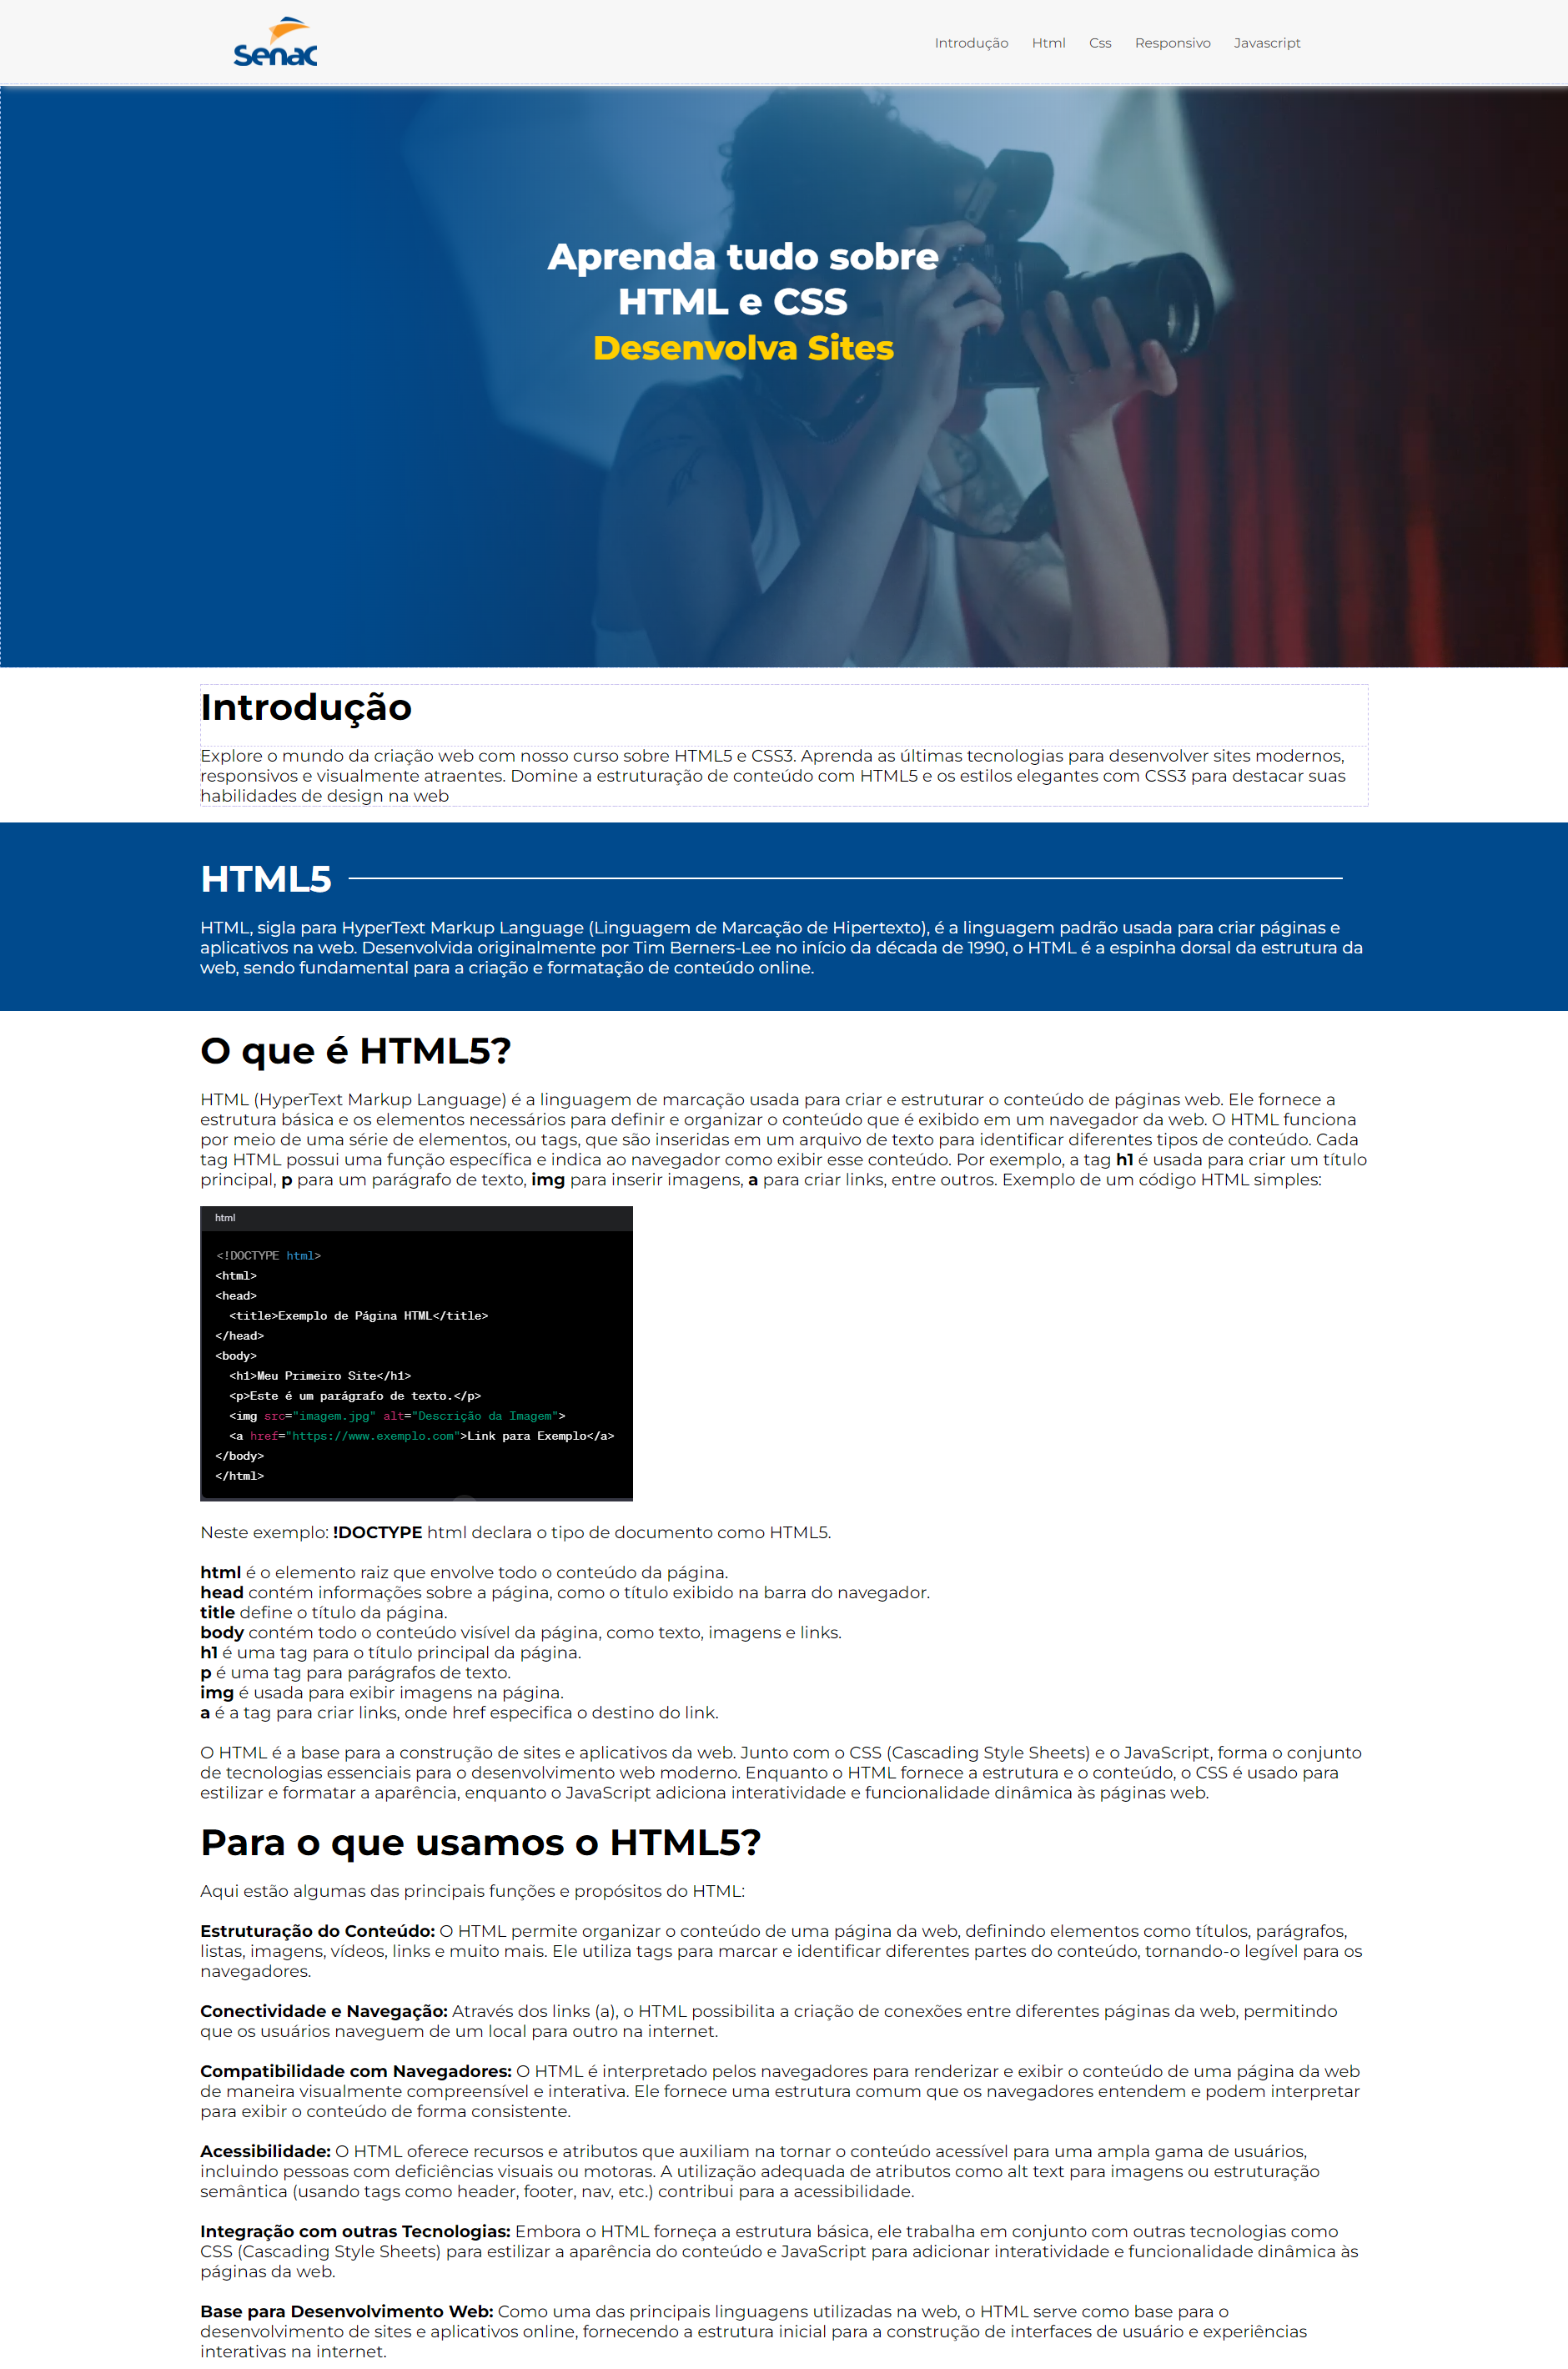 Senac
Introdução Html Css Responsivo Javascript
Aprenda tudo sobre
HTML e CSS
Desenvolva Sites
Introdução
Explore o mundo da criação web com nosso curso sobre HTML5 e CSS3. Aprenda as últimas tecnologias para desenvolver sites modernos,
responsivos e visualmente atraentes. Domine a estruturação de conteúdo com HTML5 e os estilos elegantes com CSS3 para destacar suas
habilidades de design na web
HTML5
HTML, sigla para HyperText Markup Language (Linguagem de Marcação de Hipertexto), é a linguagem padrão usada para criar páginas e
aplicativos na web. Desenvolvida originalmente por Tim Berners-Lee no início da década de 1990, o HTML é a espinha dorsal da estrutura da
web, sendo fundamental para a criação e formatação de conteúdo online.
O que é HTML5?
HTML (HyperText Markup Language) é a linguagem de marcação usada para criar e estruturar o conteúdo de páginas web. Ele fornece a
estrutura básica e os elementos necessários para definir e organizar o conteúdo que é exibido em um navegador da web. O HTML funciona
por meio de uma série de elementos, ou tags, que são inseridas em um arquivo de texto para identificar diferentes tipos de conteúdo. Cada
tag HTML possui uma função específica e indica ao navegador como exibir esse conteúdo. Por exemplo, a tag h1 é usada para criar um título
principal, p para um parágrafo de texto, img para inserir imagens, a para criar links, entre outros. Exemplo de um código HTML simples:
html
<!DOCTYPE html>
<html>
<head>
<title>Exemplo de Página HTML</title>
</head>
<body>
<h1>Meu Primeiro Site</h1>
<p>Este é um parágrafo de texto.</p>
<img src="imagem.jpg" alt="Descrição da Imagem">
<a href="https://www.exemplo.com">Link para Exemplo</a>
</body>
</html>
Neste exemplo: !DOCTYPE html declara o tipo de documento como HTML5.
html é o elemento raiz que envolve todo o conteúdo da página.
head contém informações sobre a página, como o título exibido na barra do navegador.
title define o título da página.
body contém todo o conteúdo visível da página, como texto, imagens e links.
h1 é uma tag para o título principal da página.
p é uma tag para parágrafos de texto.
img é usada para exibir imagens na página.
a é a tag para criar links, onde href especifica o destino do link.
O HTML é a base para a construção de sites e aplicativos da web. Junto com o CSS (Cascading Style Sheets) e o JavaScript, forma o conjunto
de tecnologias essenciais para o desenvolvimento web moderno. Enquanto o HTML fornece a estrutura e o conteúdo, o CSS é usado para
estilizar e formatar a aparência, enquanto o JavaScript adiciona interatividade e funcionalidade dinâmica às páginas web.
Para o que usamos o HTML5?
Aqui estão algumas das principais funções e propósitos do HTML:
Estruturação do Conteúdo: O HTML permite organizar o conteúdo de uma página da web, definindo elementos como títulos, parágrafos,
listas, imagens, vídeos, links e muito mais. Ele utiliza tags para marcar e identificar diferentes partes do conteúdo, tornando-o legível para os
navegadores.
Conectividade e Navegação: Através dos links (a), o HTML possibilita a criação de conexões entre diferentes páginas da web, permitindo
que os usuários naveguem de um local para outro na internet.
Compatibilidade com Navegadores: O HTML é interpretado pelos navegadores para renderizar e exibir o conteúdo de uma página da web
de maneira visualmente compreensível e interativa. Ele fornece uma estrutura comum que os navegadores entendem e podem interpretar
para exibir o conteúdo de forma consistente.
Acessibilidade: O HTML oferece recursos e atributos que auxiliam na tornar o conteúdo acessível para uma ampla gama de usuários,
incluindo pessoas com deficiências visuais ou motoras. A utilização adequada de atributos como alt text para imagens ou estruturação
semântica (usando tags como header, footer, nav, etc.) contribui para a acessibilidade.
Integração com outras Tecnologias: Embora o HTML forneça a estrutura básica, ele trabalha em conjunto com outras tecnologias como
CSS (Cascading Style Sheets) para estilizar a aparência do conteúdo e JavaScript para adicionar interatividade e funcionalidade dinâmica às
páginas da web.
Base para Desenvolvimento Web: Como uma das principais linguagens utilizadas na web, o HTML serve como base para o
desenvolvimento de sites e aplicativos online, fornecendo a estrutura inicial para a construção de interfaces de usuário e experiências
interativas na internet.